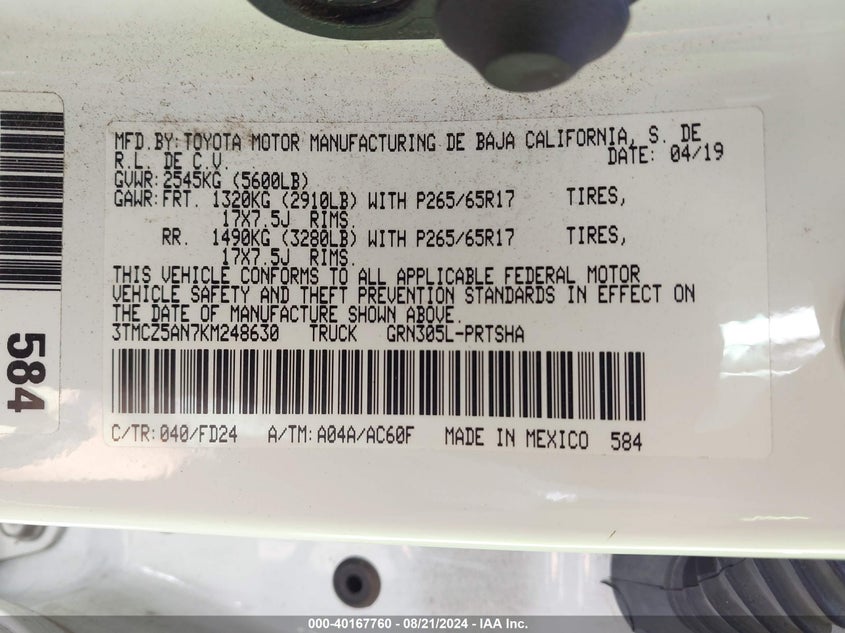 MFD.BY:TOYOTA MOTOR MANUFACTURING DE BAJA CALIFORNIA, S. DE
R.L. DE C.V. DATE: 04/19
GVWR:2545KG (5600LB)
GAWR:FRT. 1320KG (2910LB) WITH P265/65R17 TIRES,
17X7.5J RIMS.
RR. 1490KG (3280LB) WITH P265/65R17 TIRES,
17X7.5J RIMS.
THIS VEHICLE CONFORMS TO ALL APPLICABLE FEDERAL MOTOR
VEHICLE SAFETY AND THEFT PREVENTION STANDARDS IN EFFECT ON
THE DATE OF MANUFACTURE SHOWN ABOVE.
3TMCZ5AN7KM248630 TRUCK GRN305L-PRTSHA
C/TR:040/FD24 A/TM:A04A/AC60F MADE IN MEXICO 584
584
000-40167760 - 08/21/2024 - IAA Inc.